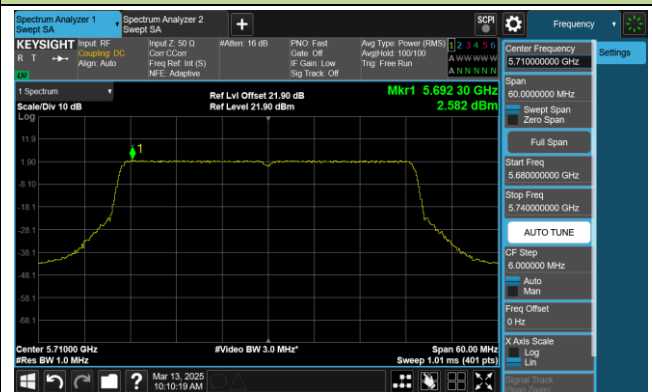 Spectrum Analyzer 1
Swept SA
Spectrum Analyzer 2
Swept SA
+
SCPI
Frequency
KEYSIGHT
R T
Input: RF
Coupling: DC
Align: Auto
Input Z: 50 Ω
Corr CCorr
Freq Ref: Int (S)
NFE: Adaptive
#Atten: 16 dB
PNO: Fast
Gate: Off
IF Gain: Low
Sig Track: Off
Avg Type: Power (RMS)
Avg|Hold: 100/100
Trig: Free Run
1 2 3 4 5 6
A W W W W W
A N N N N N
1 Spectrum
Scale/Div 10 dB
Log
Ref Lvl Offset 21.90 dB
Ref Level 21.90 dBm
Mkr1 5.692 30 GHz
2.582 dBm
1
11.9
1.90
-8.10
-18.1
-28.1
-38.1
-48.1
-58.1
-68.1
Center 5.71000 GHz
#Res BW 1.0 MHz
#Video BW 3.0 MHz*
Span 60.00 MHz
Sweep 1.01 ms (401 pts)
Center Frequency
5.710000000 GHz
Settings
Span
60.0000000 MHz
Swept Span
Zero Span
Full Span
Start Freq
5.680000000 GHz
Stop Freq
5.740000000 GHz
AUTO TUNE
CF Step
6.000000 MHz
Auto
Man
Freq Offset
0 Hz
X Axis Scale
Log
Lin
Signal Track
(Span Zoom)
?
Mar 13, 2025
10:10:19 AM